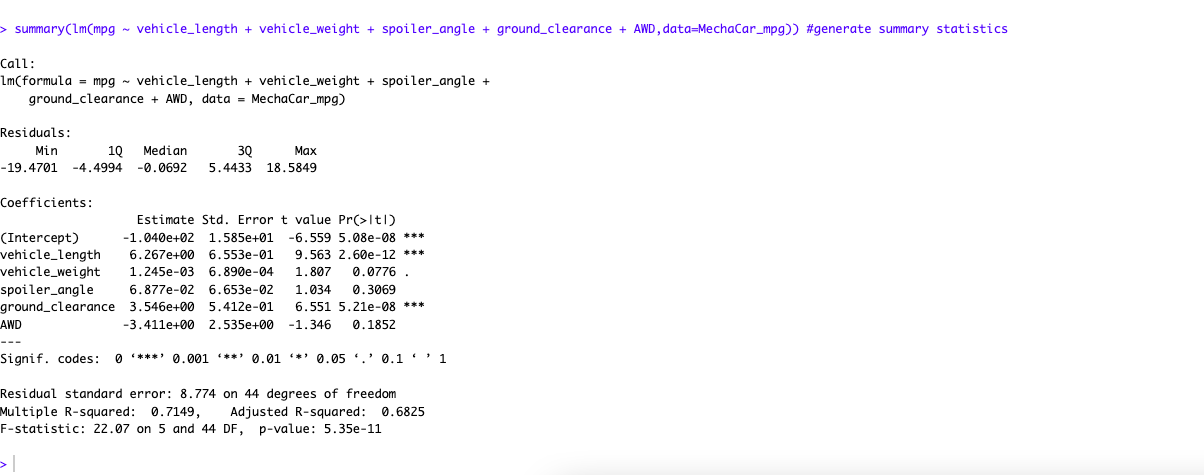 > summary(lm(mpg ~ vehicle_length + vehicle_weight + spoiler_angle + ground_clearance + AWD,data=MechaCar_mpg)) #generate summary statistics
Call:
lm(formula = mpg ~ vehicle_length + vehicle_weight + spoiler_angle +
    ground_clearance + AWD, data = MechaCar_mpg)
Residuals:
     Min       1Q   Median       3Q      Max
-19.4701  -4.4994  -0.0692   5.4433  18.5849
Coefficients:
                   Estimate Std. Error t value Pr(>|t|)
(Intercept)      -1.040e+02  1.585e+01  -6.559 5.08e-08 ***
vehicle_length    6.267e+00  6.553e-01   9.563 2.60e-12 ***
vehicle_weight    1.245e-03  6.890e-04   1.807   0.0776 .
spoiler_angle     6.877e-02  6.653e-02   1.034   0.3069
ground_clearance  3.546e+00  5.412e-01   6.551 5.21e-08 ***
AWD              -3.411e+00  2.535e+00  -1.346   0.1852
---
Signif. codes:  0 ‘***’ 0.001 ‘**’ 0.01 ‘*’ 0.05 ‘.’ 0.1 ‘ ’ 1
Residual standard error: 8.774 on 44 degrees of freedom
Multiple R-squared:  0.7149,    Adjusted R-squared:  0.6825
F-statistic: 22.07 on 5 and 44 DF,  p-value: 5.35e-11
>